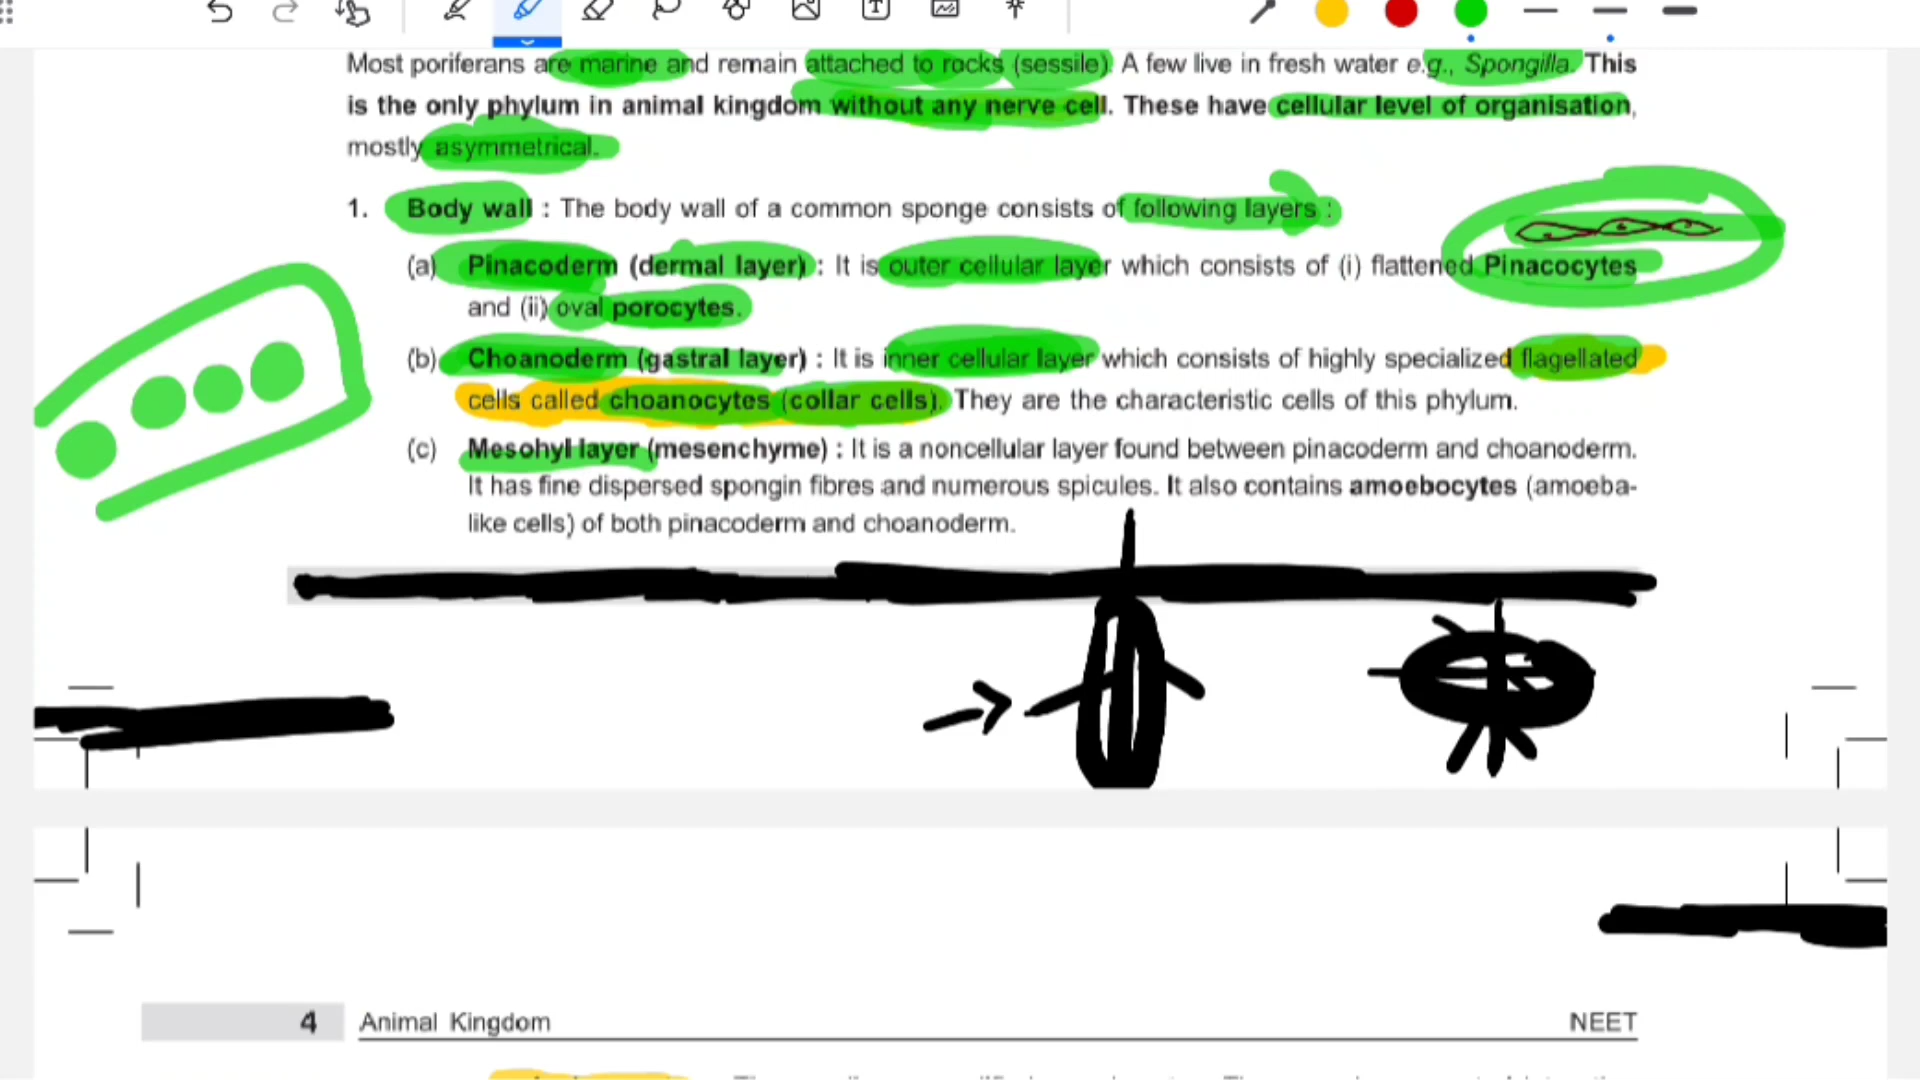 Most poriferans are marine and remain attached to rocks (sessile). A few live in fresh water e.g., Spongilla. This
is the only phylum in animal kingdom without any nerve cell. These have cellular level of organisation,
mostly asymmetrical.
1. Body wall : The body wall of a common sponge consists of following layers :
(a) Pinacoderm (dermal layer) : It is outer cellular layer which consists of (i) flattened Pinacocytes
and (ii) oval porocytes.
(b) Choanoderm (gastral layer) : It is inner cellular layer which consists of highly specialized flagellated
cells called choanocytes (collar cells). They are the characteristic cells of this phylum.
(c) Mesohyl layer (mesenchyme) : It is a noncellular layer found between pinacoderm and choanoderm.
It has fine dispersed spongin fibres and numerous spicules. It also contains amoebocytes (amoeba-
like cells) of both pinacoderm and choanoderm.
4 Animal Kingdom NEET